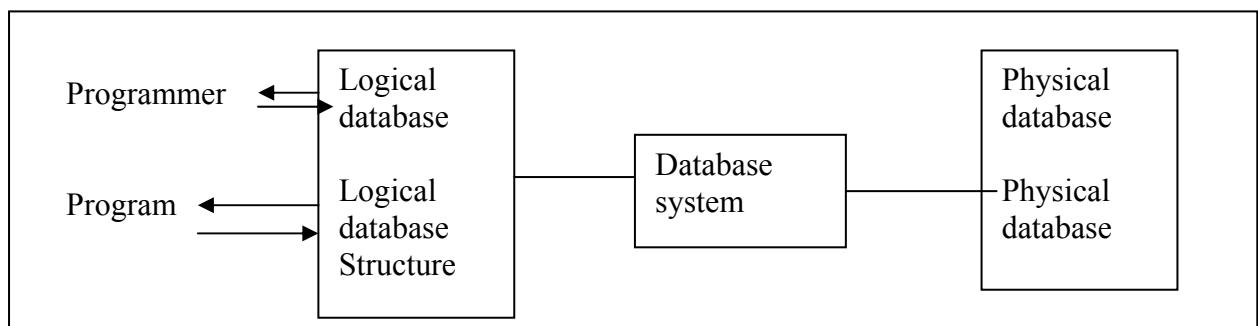 Programmer
Program
Logical
database
Logical
database
Structure
Database
system
Physical
database
Physical
database